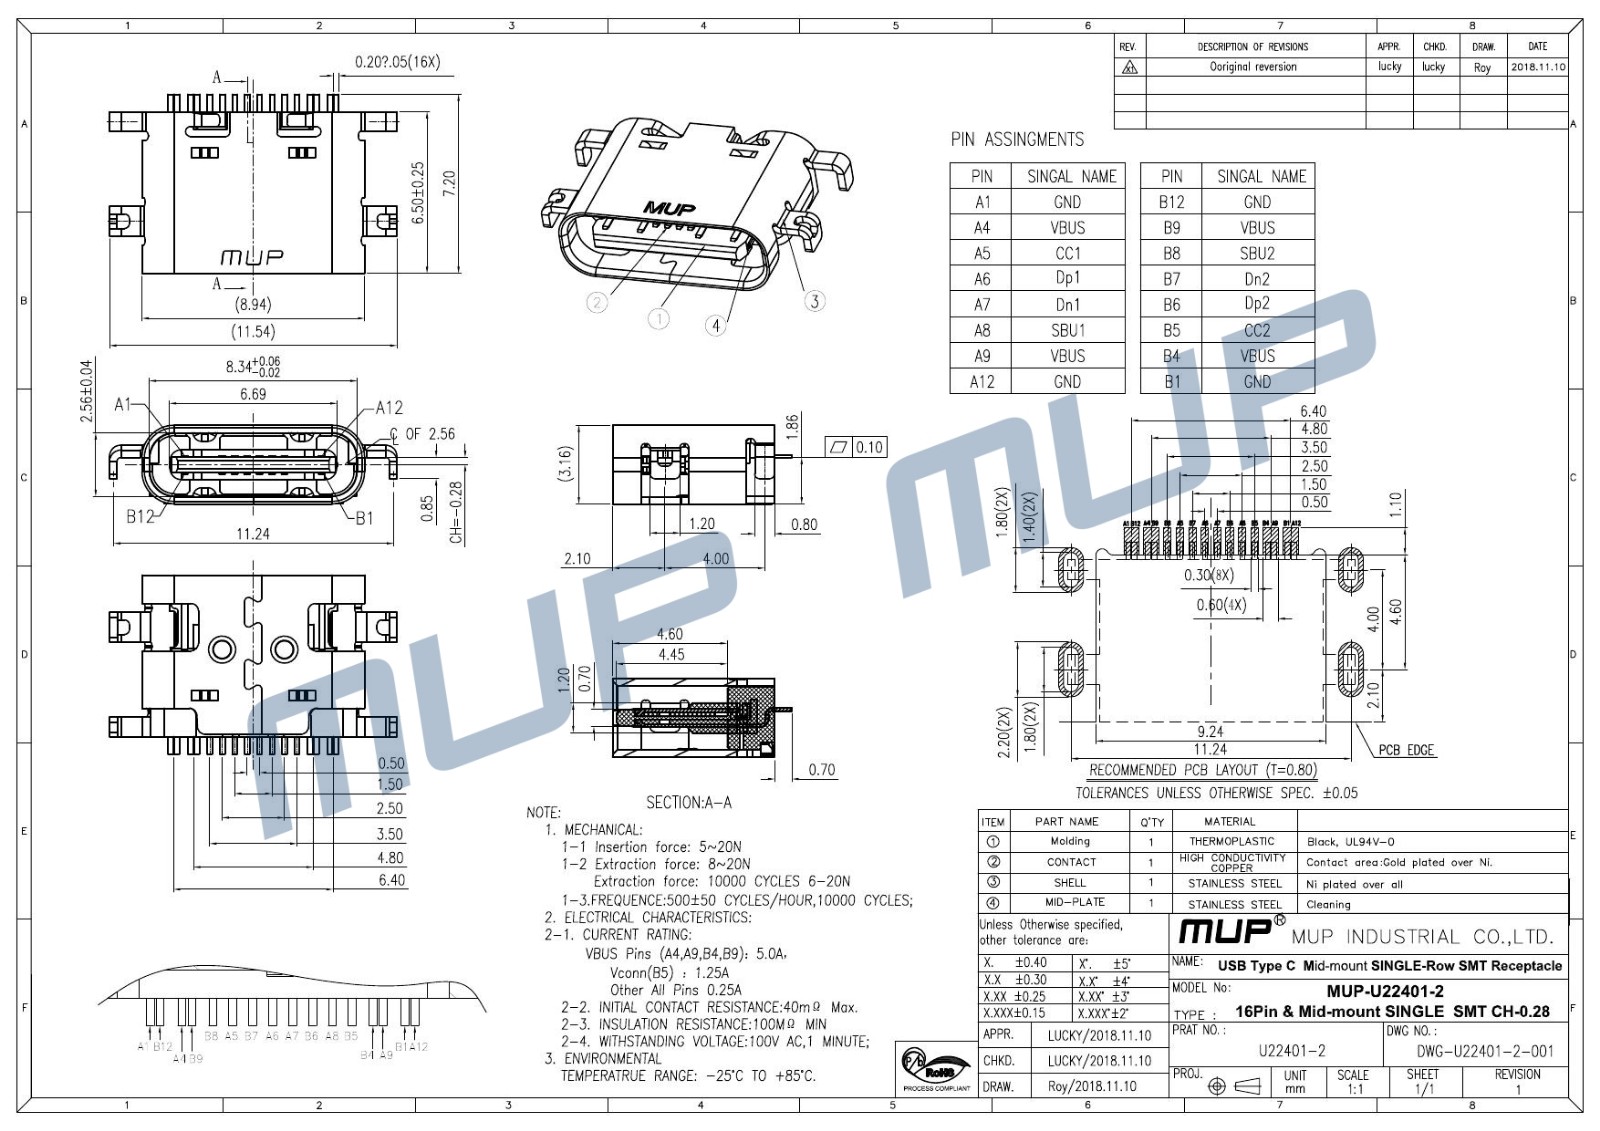 1 2 3 4 5 6 7 8
A
B
C
D
E
F
REV. DESCRIPTION OF REVISIONS APPR. CHKD. DRAW. DATE
Ooriginal reversion lucky lucky Roy 2018.11.10
A
0.20?.05(16X)
6.50±0.25
7.20
MUP
A
(8.94)
(11.54)
MUP
1
2
3
4
PIN ASSINGMENTS
PIN SINGAL NAME PIN SINGAL NAME
A1 GND B12 GND
A4 VBUS B9 VBUS
A5 CC1 B8 SBU2
A6 Dp1 B7 Dn2
A7 Dn1 B6 Dp2
A8 SBU1 B5 CC2
A9 VBUS B4 VBUS
A12 GND B1 GND
2.56±0.04
8.34+0.06
-0.02
6.69
A1
A12
OF 2.56
B12
B1
11.24
0.85
CH=-0.28
(3.16)
1.86
0.10
1.20
0.80
2.10
4.00
0.50
1.50
2.50
3.50
4.80
6.40
4.60
4.45
1.20
0.70
0.70
SECTION:A-A
6.40
4.80
3.50
2.50
1.50
0.50
1.10
1.80(2X)
1.40(2X)
A1 B12 A4 B9 B8 A5 B7 A6 A7 B6 A8 B5 B4 A9 B1 A12
0.30(8X)
0.60(4X)
4.00
4.60
2.10
2.20(2X)
1.80(2X)
9.24
11.24
PCB EDGE
RECOMMENDED PCB LAYOUT (T=0.80)
TOLERANCES UNLESS OTHERWISE SPEC. ±0.05
MUP
MUP
NOTE:
1. MECHANICAL:
1-1 Insertion force: 5~20N
1-2 Extraction force: 8~20N
Extraction force: 10000 CYCLES 6-20N
1-3.FREQUENCE:500±50 CYCLES/HOUR,10000 CYCLES;
2. ELECTRICAL CHARACTERISTICS:
2-1. CURRENT RATING:
VBUS Pins (A4,A9,B4,B9): 5.0A,
Vconn(B5) : 1.25A
Other All Pins 0.25A
2-2. INITIAL CONTACT RESISTANCE:40mΩ Max.
2-3. INSULATION RESISTANCE:100MΩ MIN
2-4. WITHSTANDING VOLTAGE:100V AC,1 MINUTE;
3. ENVIRONMENTAL
TEMPERATRUE RANGE: -25°C TO +85°C.
A1 B12 A4 B9 B8 A5 B7 A6 A7 B6 A8 B5 B4 A9 B1 A12
ITEM PART NAME Q'TY MATERIAL
1 Molding 1 THERMOPLASTIC Black, UL94V-0
2 CONTACT 1 HIGH CONDUCTIVITY COPPER Contact area:Gold plated over Ni.
3 SHELL 1 STAINLESS STEEL Ni plated over all
4 MID-PLATE 1 STAINLESS STEEL Cleaning
Unless Otherwise specified,
other tolerance are:
X. ±0.40 X°. ±5°
X.X ±0.30 X.X° ±4°
X.XX ±0.25 X.XX° ±3°
X.XXX±0.15 X.XXX°±2°
APPR. LUCKY/2018.11.10
CHKD. LUCKY/2018.11.10
DRAW. Roy/2018.11.10
MUP® MUP INDUSTRIAL CO.,LTD.
NAME: USB Type C Mid-mount SINGLE-Row SMT Receptacle
MODEL No: MUP-U22401-2
TYPE : 16Pin & Mid-mount SINGLE SMT CH-0.28
PRAT NO.: U22401-2
DWG NO.: DWG-U22401-2-001
PROJ. UNIT mm SCALE 1:1 SHEET 1/1 REVISION 1
Pb RoHS
PROCESS COMPLIANT
1 2 3 4 5 6 7 8